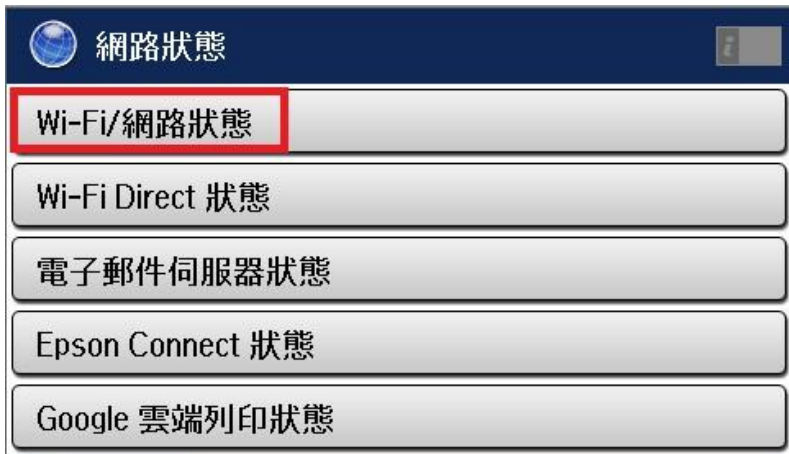 網路狀態
Wi-Fi/網路狀態
Wi-Fi Direct 狀態
電子郵件伺服器狀態
Epson Connect 狀態
Google 雲端列印狀態